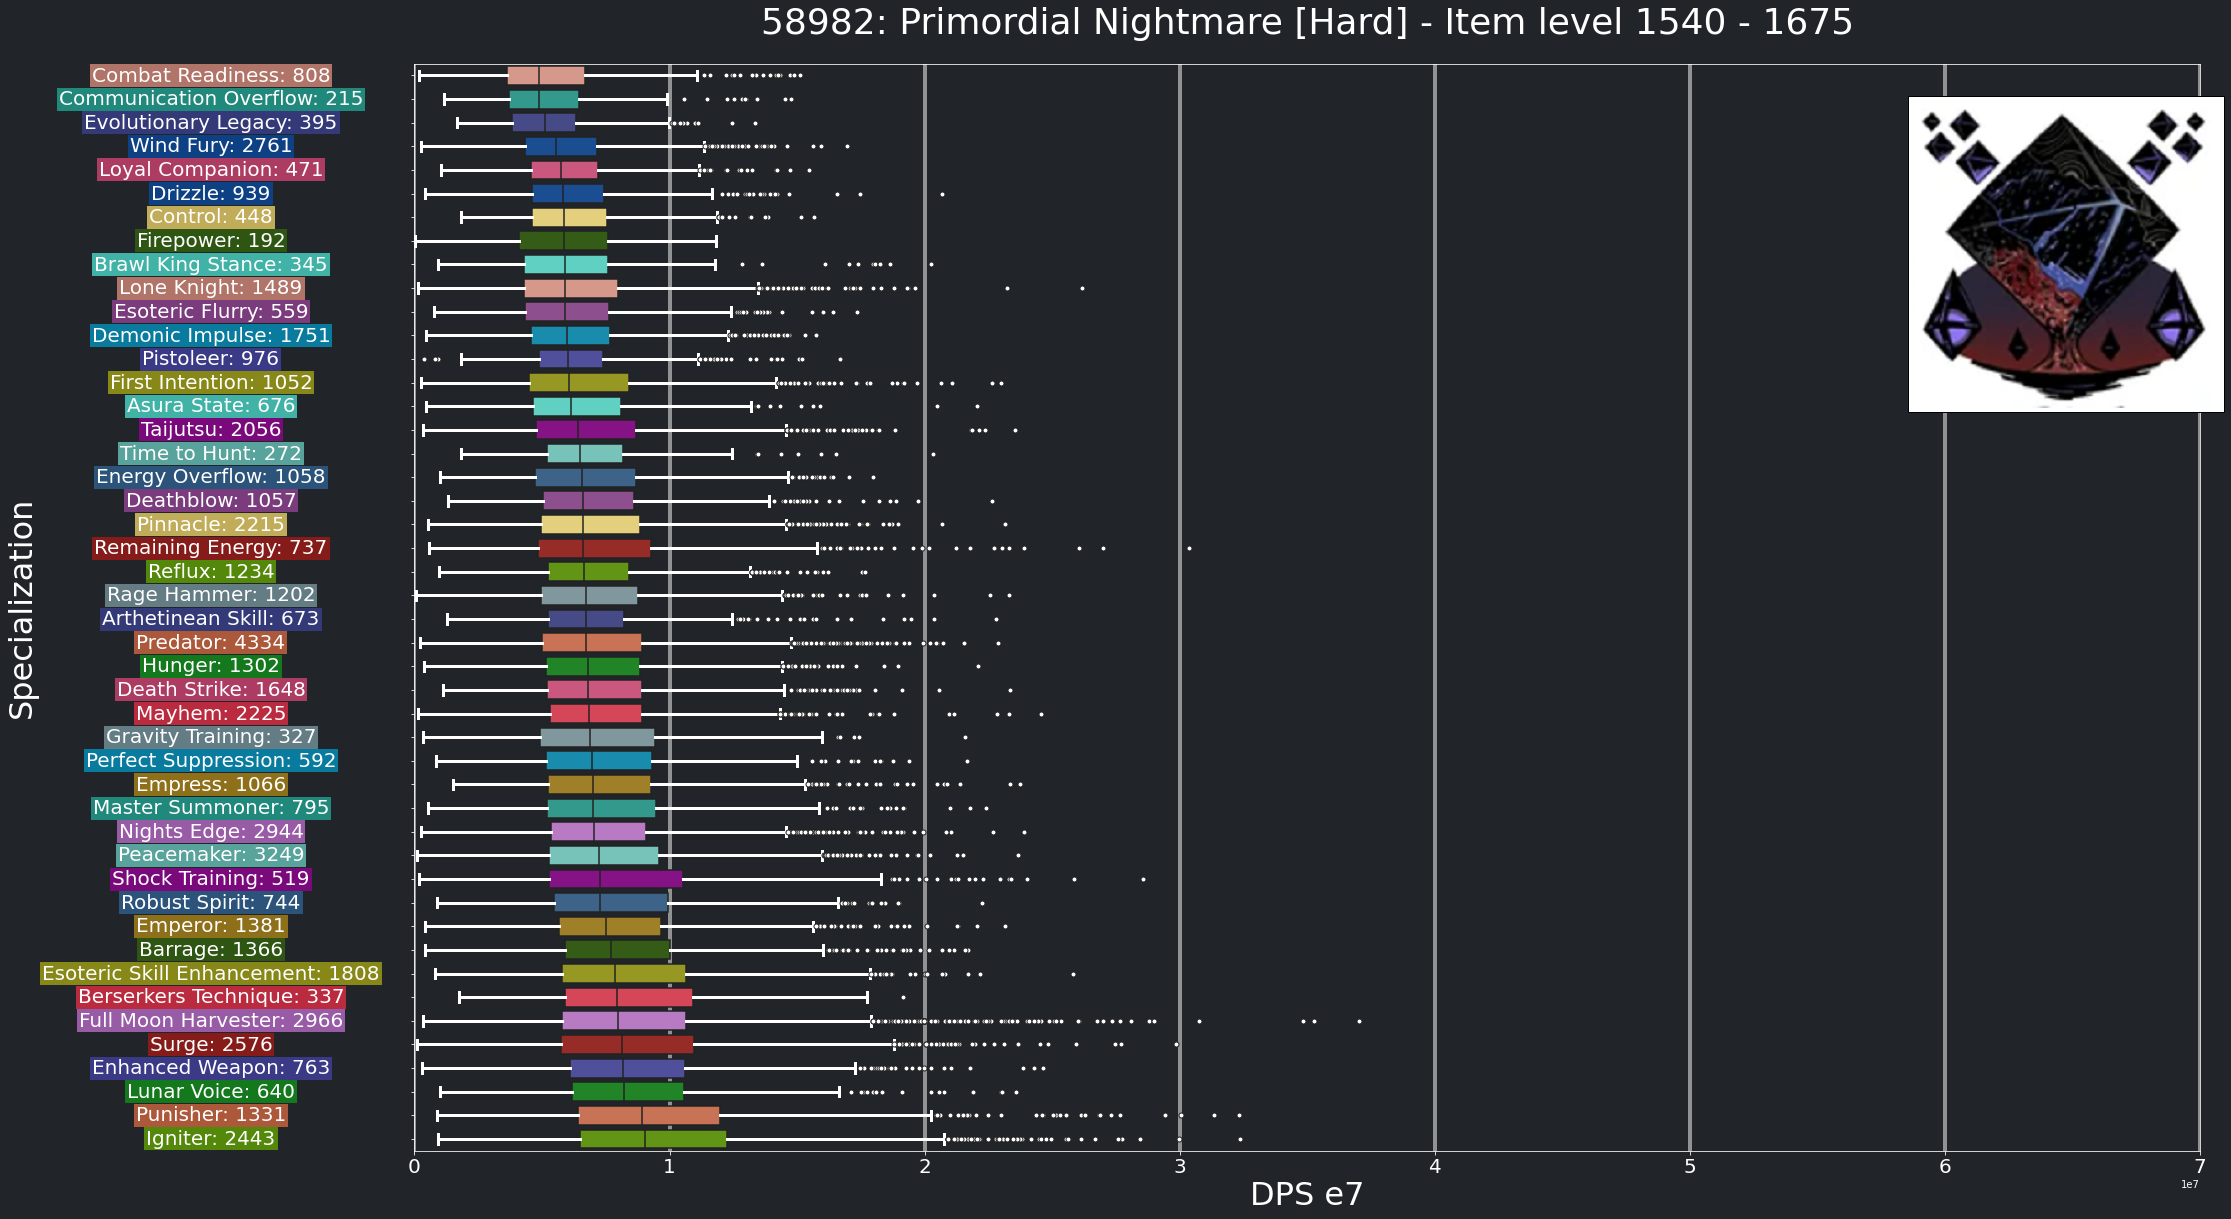 58982: Primordial Nightmare [Hard] - Item level 1540 - 1675
Combat Readiness: 808
Communication Overflow: 215
Evolutionary Legacy: 395
Wind Fury: 2761
Loyal Companion: 471
Drizzle: 939
Control: 448
Firepower: 192
Brawl King Stance: 345
Lone Knight: 1489
Esoteric Flurry: 559
Demonic Impulse: 1751
Pistoleer: 976
First Intention: 1052
Asura State: 676
Taijutsu: 2056
Time to Hunt: 272
Energy Overflow: 1058
Deathblow: 1057
Pinnacle: 2215
Remaining Energy: 737
Reflux: 1234
Rage Hammer: 1202
Arthetinean Skill: 673
Predator: 4334
Hunger: 1302
Death Strike: 1648
Mayhem: 2225
Gravity Training: 327
Perfect Suppression: 592
Empress: 1066
Master Summoner: 795
Nights Edge: 2944
Peacemaker: 3249
Shock Training: 519
Robust Spirit: 744
Emperor: 1381
Barrage: 1366
Esoteric Skill Enhancement: 1808
Berserkers Technique: 337
Full Moon Harvester: 2966
Surge: 2576
Enhanced Weapon: 763
Lunar Voice: 640
Punisher: 1331
Igniter: 2443
Specialization
0 1 2 3 4 5 6 7
1e7
DPS e7